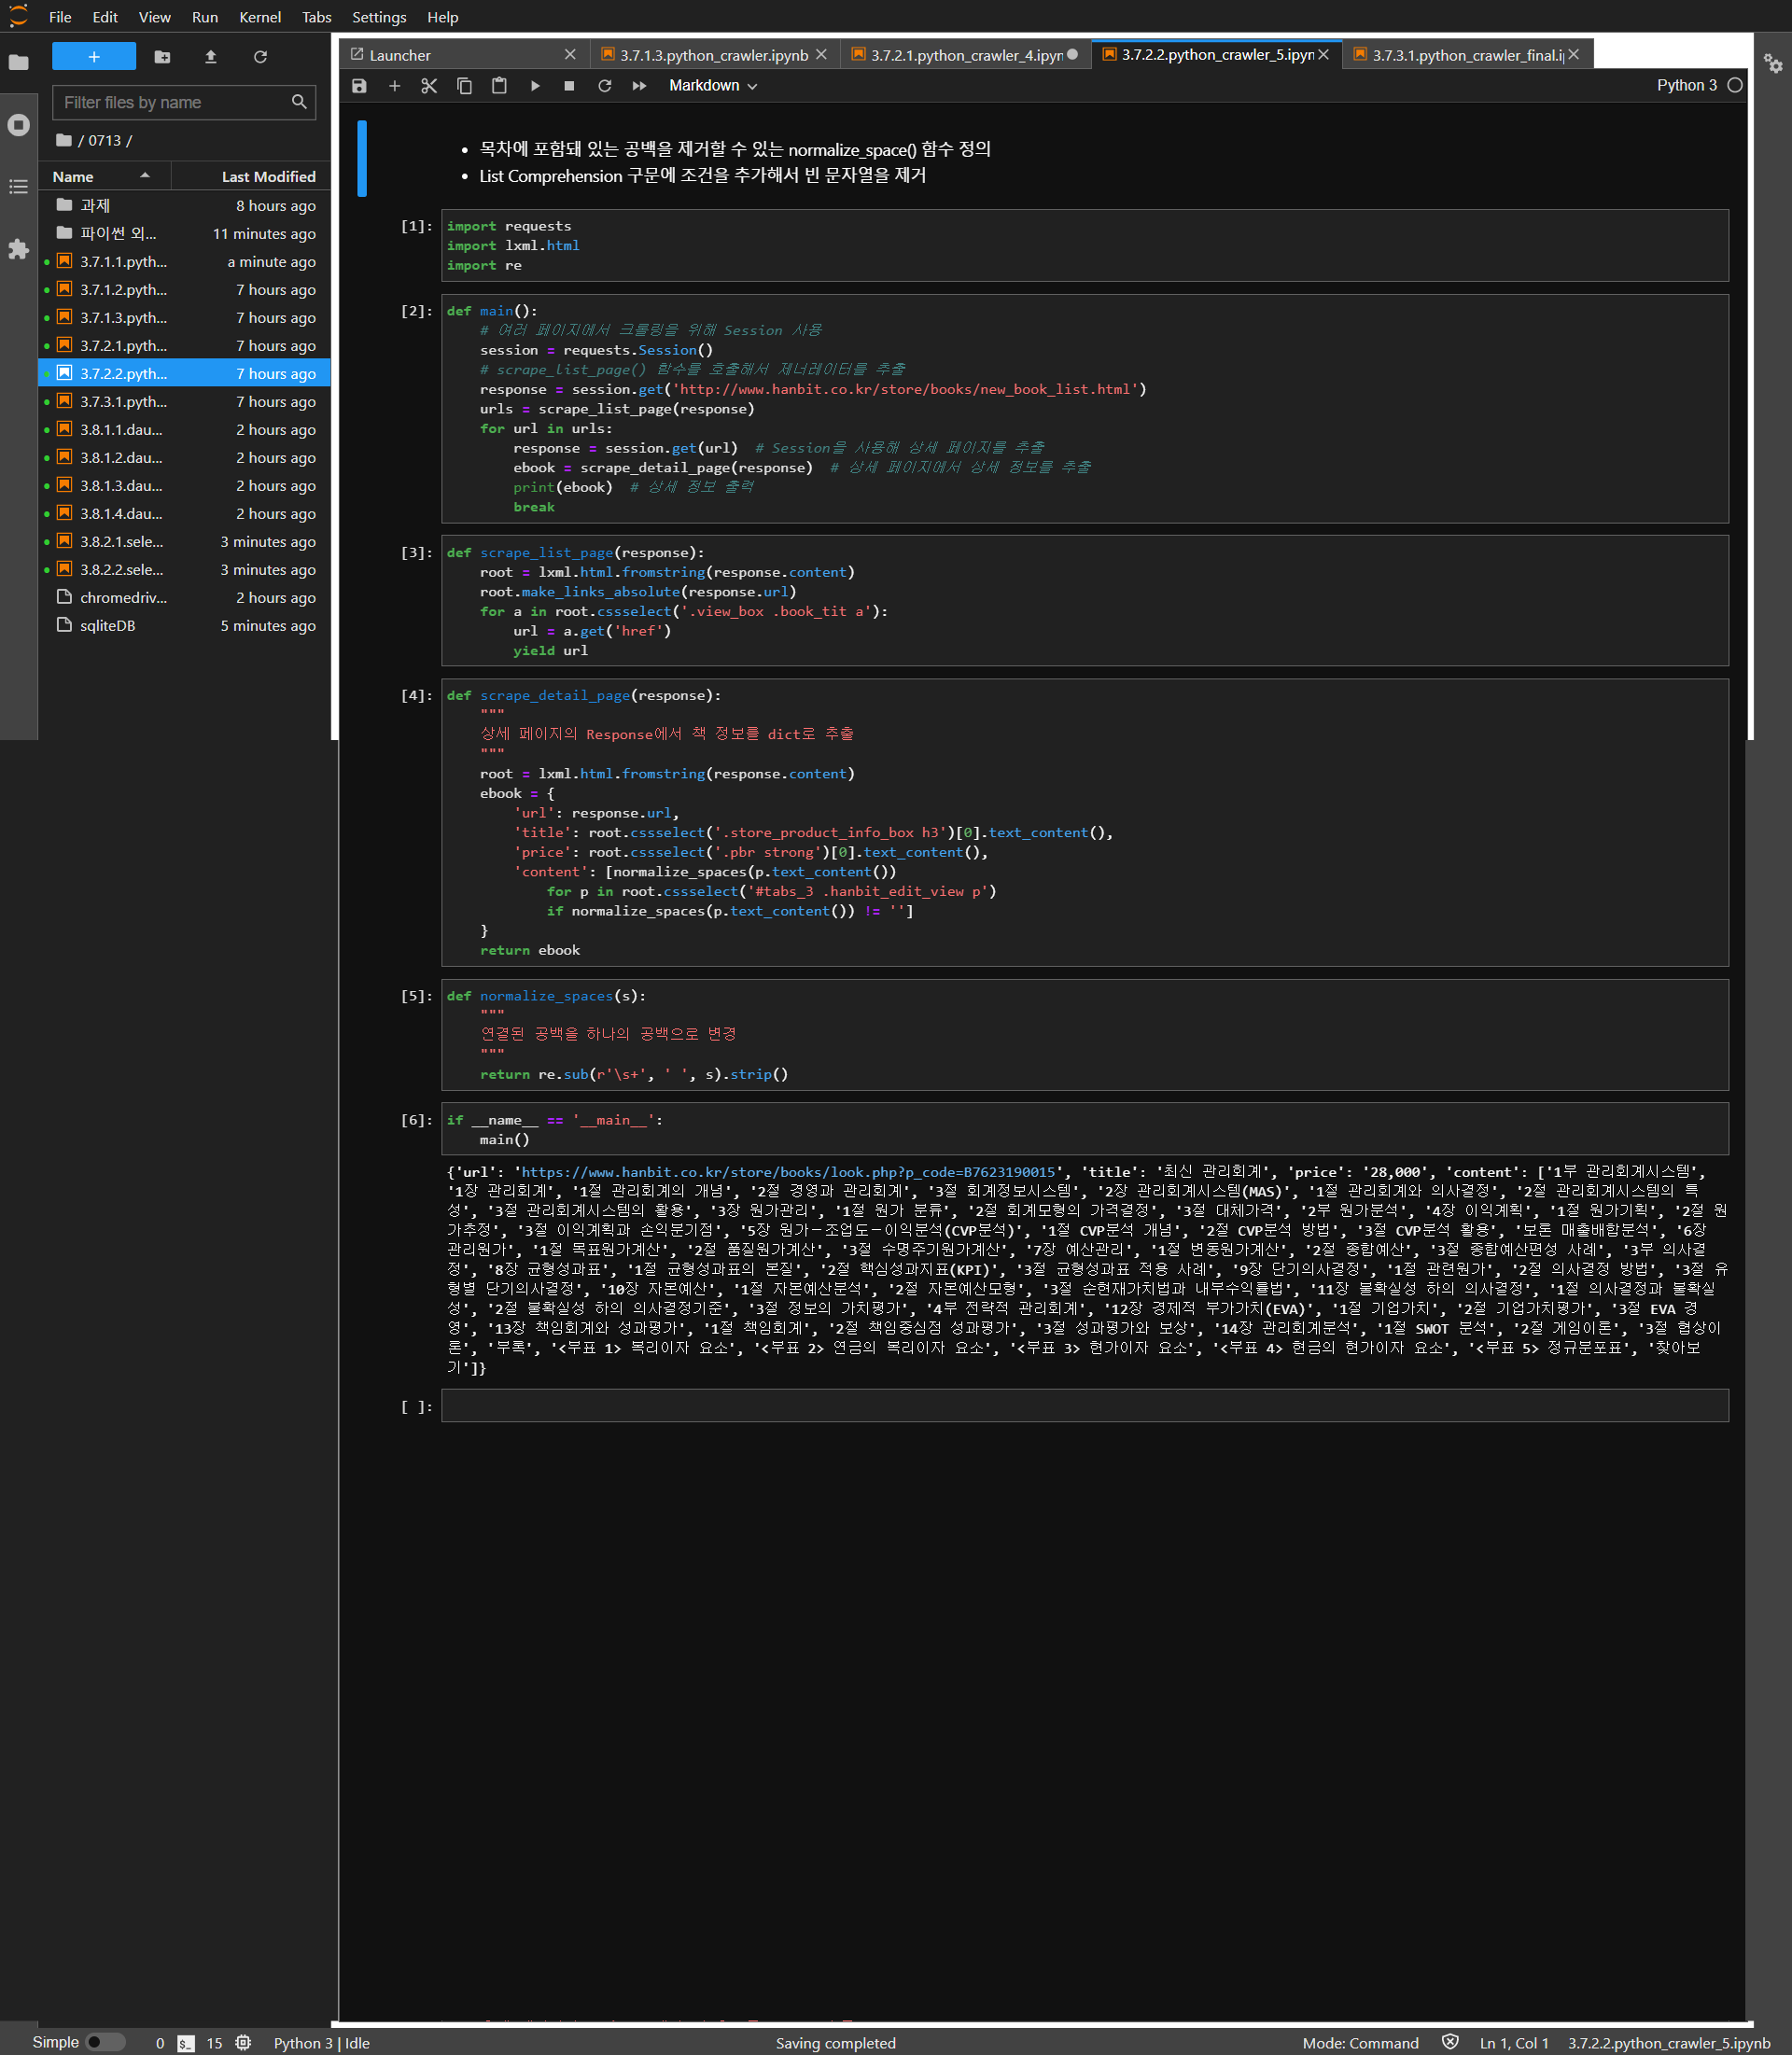 File Edit View Run Kernel Tabs Settings Help
Launcher
3.7.1.3.python_crawler.ipynb
3.7.2.1.python_crawler_4.ipyn
3.7.2.2.python_crawler_5.ipyn
3.7.3.1.python_crawler_final.i
+
Filter files by name
Markdown
Python 3
/ 0713 /
Name Last Modified
과제 8 hours ago
파이썬 외... 11 minutes ago
3.7.1.1.pyth... a minute ago
3.7.1.2.pyth... 7 hours ago
3.7.1.3.pyth... 7 hours ago
3.7.2.1.pyth... 7 hours ago
3.7.2.2.pyth... 7 hours ago
3.7.3.1.pyth... 7 hours ago
3.8.1.1.dau... 2 hours ago
3.8.1.2.dau... 2 hours ago
3.8.1.3.dau... 2 hours ago
3.8.1.4.dau... 2 hours ago
3.8.2.1.sele... 3 minutes ago
3.8.2.2.sele... 3 minutes ago
chromedriv... 2 hours ago
sqliteDB 5 minutes ago
• 목차에 포함돼 있는 공백을 제거할 수 있는 normalize_space() 함수 정의
• List Comprehension 구문에 조건을 추가해서 빈 문자열을 제거
[1]: import requests
import lxml.html
import re
[2]: def main():
# 여러 페이지에서 크롤링을 위해 Session 사용
session = requests.Session()
# scrape_list_page() 함수를 호출해서 제너레이터를 추출
response = session.get('http://www.hanbit.co.kr/store/books/new_book_list.html')
urls = scrape_list_page(response)
for url in urls:
response = session.get(url)  # Session을 사용해 상세 페이지를 추출
ebook = scrape_detail_page(response)  # 상세 페이지에서 상세 정보를 추출
print(ebook)  # 상세 정보 출력
break
[3]: def scrape_list_page(response):
root = lxml.html.fromstring(response.content)
root.make_links_absolute(response.url)
for a in root.cssselect('.view_box .book_tit a'):
url = a.get('href')
yield url
[4]: def scrape_detail_page(response):
"""
상세 페이지의 Response에서 책 정보를 dict로 추출
"""
root = lxml.html.fromstring(response.content)
ebook = {
'url': response.url,
'title': root.cssselect('.store_product_info_box h3')[0].text_content(),
'price': root.cssselect('.pbr strong')[0].text_content(),
'content': [normalize_spaces(p.text_content())
for p in root.cssselect('#tabs_3 .hanbit_edit_view p')
if normalize_spaces(p.text_content()) != '']
}
return ebook
[5]: def normalize_spaces(s):
"""
연결된 공백을 하나의 공백으로 변경
"""
return re.sub(r'\s+', ' ', s).strip()
[6]: if __name__ == '__main__':
main()
{'url': 'https://www.hanbit.co.kr/store/books/look.php?p_code=B7623190015', 'title': '최신 관리회계', 'price': '28,000', 'content': ['1부 관리회계시스템',
'1장 관리회계', '1절 관리회계의 개념', '2절 경영과 관리회계', '3절 회계정보시스템', '2장 관리회계시스템(MAS)', '1절 관리회계와 의사결정', '2절 관리회계시스템의 특
성', '3절 관리회계시스템의 활용', '3장 원가관리', '1절 원가 분류', '2절 회계모형의 가격결정', '3절 대체가격', '2부 원가분석', '4장 이익계획', '1절 원가기획', '2절 원
가추정', '3절 이익계획과 손익분기점', '5장 원가－조업도－이익분석(CVP분석)', '1절 CVP분석 개념', '2절 CVP분석 방법', '3절 CVP분석 활용', '보론 매출배합분석', '6장
관리원가', '1절 목표원가계산', '2절 품질원가계산', '3절 수명주기원가계산', '7장 예산관리', '1절 변동원가계산', '2절 종합예산', '3절 종합예산편성 사례', '3부 의사결
정', '8장 균형성과표', '1절 균형성과표의 본질', '2절 핵심성과지표(KPI)', '3절 균형성과표 적용 사례', '9장 단기의사결정', '1절 관련원가', '2절 의사결정 방법', '3절 유
형별 단기의사결정', '10장 자본예산', '1절 자본예산분석', '2절 자본예산모형', '3절 순현재가치법과 내부수익률법', '11장 불확실성 하의 의사결정', '1절 의사결정과 불확실
성', '2절 불확실성 하의 의사결정기준', '3절 정보의 가치평가', '4부 전략적 관리회계', '12장 경제적 부가가치(EVA)', '1절 기업가치', '2절 기업가치평가', '3절 EVA 경
영', '13장 책임회계와 성과평가', '1절 책임회계', '2절 책임중심점 성과평가', '3절 성과평가와 보상', '14장 관리회계분석', '1절 SWOT 분석', '2절 게임이론', '3절 협상이
론', '부록', '<부표 1> 복리이자 요소', '<부표 2> 연금의 복리이자 요소', '<부표 3> 현가이자 요소', '<부표 4> 현금의 현가이자 요소', '<부표 5> 정규분포표', '찾아보
기']}
[ ]:
Simple 0 $_ 15 Python 3 | Idle Saving completed Mode: Command Ln 1, Col 1 3.7.2.2.python_crawler_5.ipynb